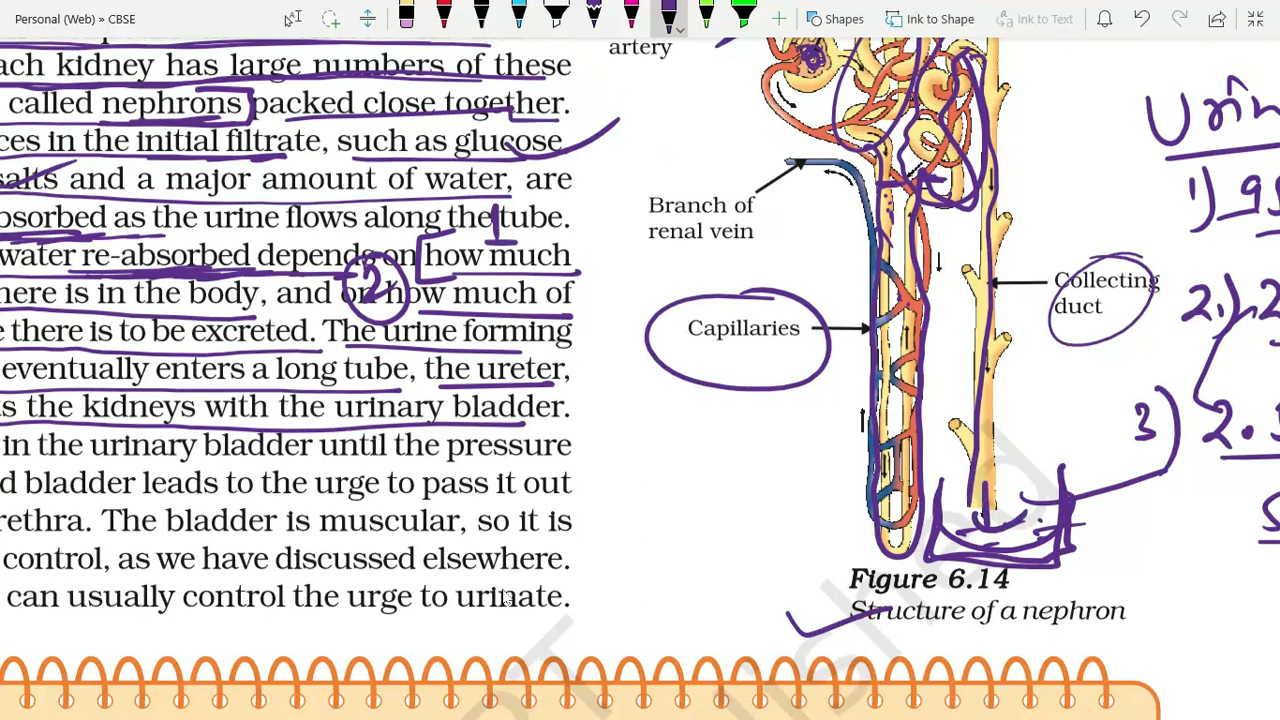 Personal (Web) » CBSE
Shapes
Ink to Shape
Ink to Text
artery
ach kidney has large numbers of these
called nephrons packed close together.
ces in the initial filtrate, such as glucose,
salts and a major amount of water, are
bsorbed as the urine flows along the tube.
water re-absorbed depends on how much
here is in the body, and on how much of
e there is to be excreted. The urine forming
eventually enters a long tube, the ureter,
ts the kidneys with the urinary bladder.
in the urinary bladder until the pressure
d bladder leads to the urge to pass it out
rethra. The bladder is muscular, so it is
control, as we have discussed elsewhere.
can usually control the urge to urinate.
1
2
Branch of
renal vein
Capillaries
Collecting
duct
Figure 6.14
Structure of a nephron
Urin
1) 95
2.) 2
3) 2.